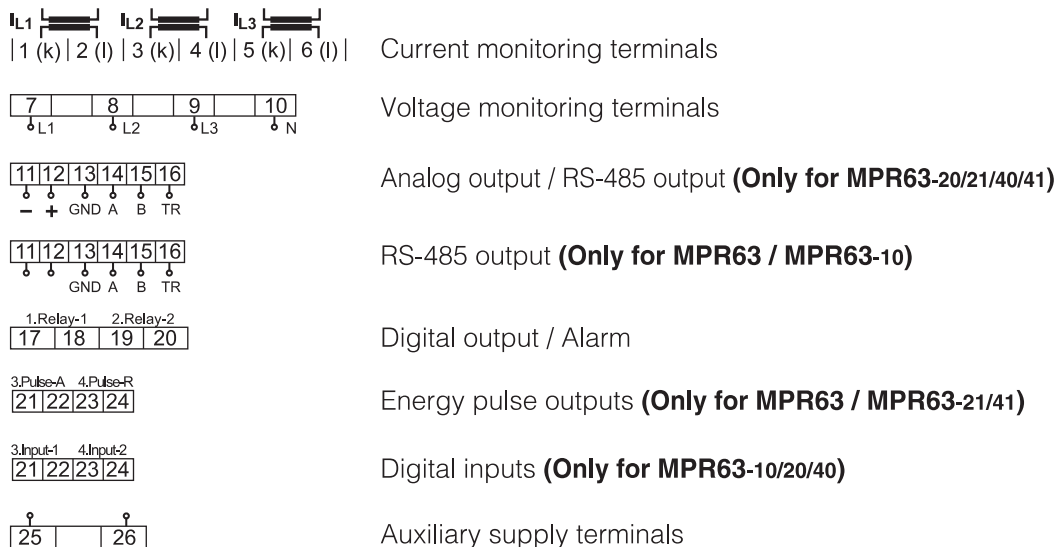 IL1 IL2 IL3
1 (k) 2 (l) 3 (k) 4 (l) 5 (k) 6 (l) Current monitoring terminals
7 8 9 10 Voltage monitoring terminals
L1 L2 L3 N
11 12 13 14 15 16 Analog output / RS-485 output (Only for MPR63-20/21/40/41)
– + GND A B TR
11 12 13 14 15 16 RS-485 output (Only for MPR63 / MPR63-10)
GND A B TR
1.Relay-1 2.Relay-2
17 18 19 20 Digital output / Alarm
3.Pulse-A 4.Pulse-R
21 22 23 24 Energy pulse outputs (Only for MPR63 / MPR63-21/41)
3.Input-1 4.Input-2
21 22 23 24 Digital inputs (Only for MPR63-10/20/40)
25 26 Auxiliary supply terminals